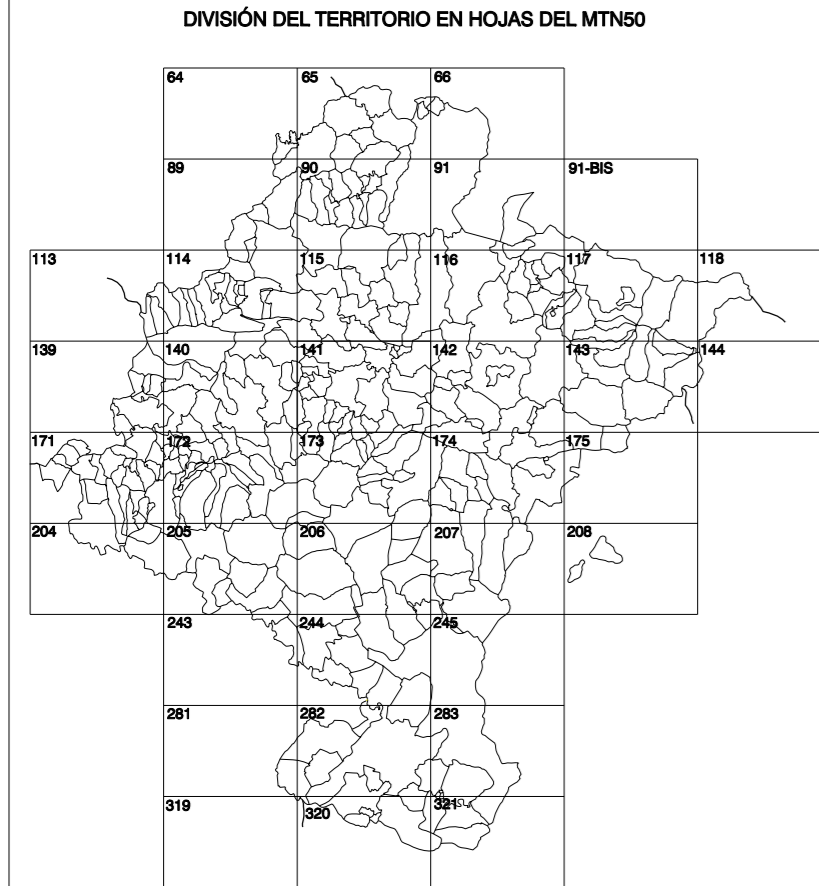 DIVISIÓN DEL TERRITORIO EN HOJAS DEL MTN50
64 65 66
89 90 91 91-BIS
113 114 115 116 117 118
139 140 141 142 143 144
171 172 173 174 175
204 205 206 207 208
243 244 245
281 282 283
319 320 321